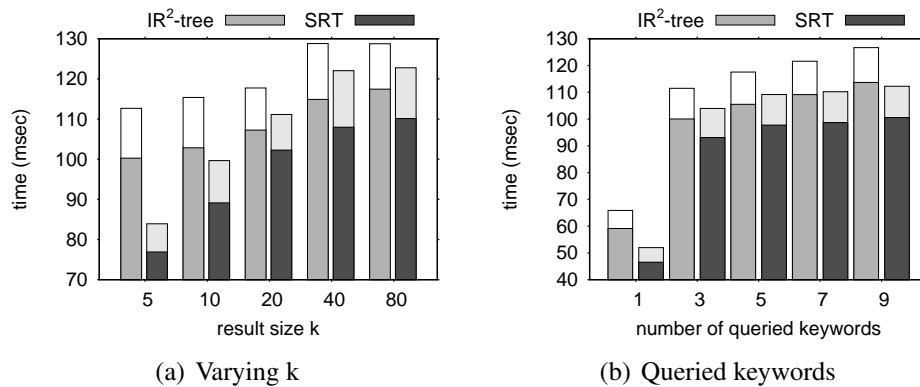 IR²-tree SRT
130
120
110
100
90
80
70
time (msec)
5 10 20 40 80
result size k
(a) Varying k
IR²-tree SRT
130
120
110
100
90
80
70
60
50
40
time (msec)
1 3 5 7 9
number of queried keywords
(b) Queried keywords